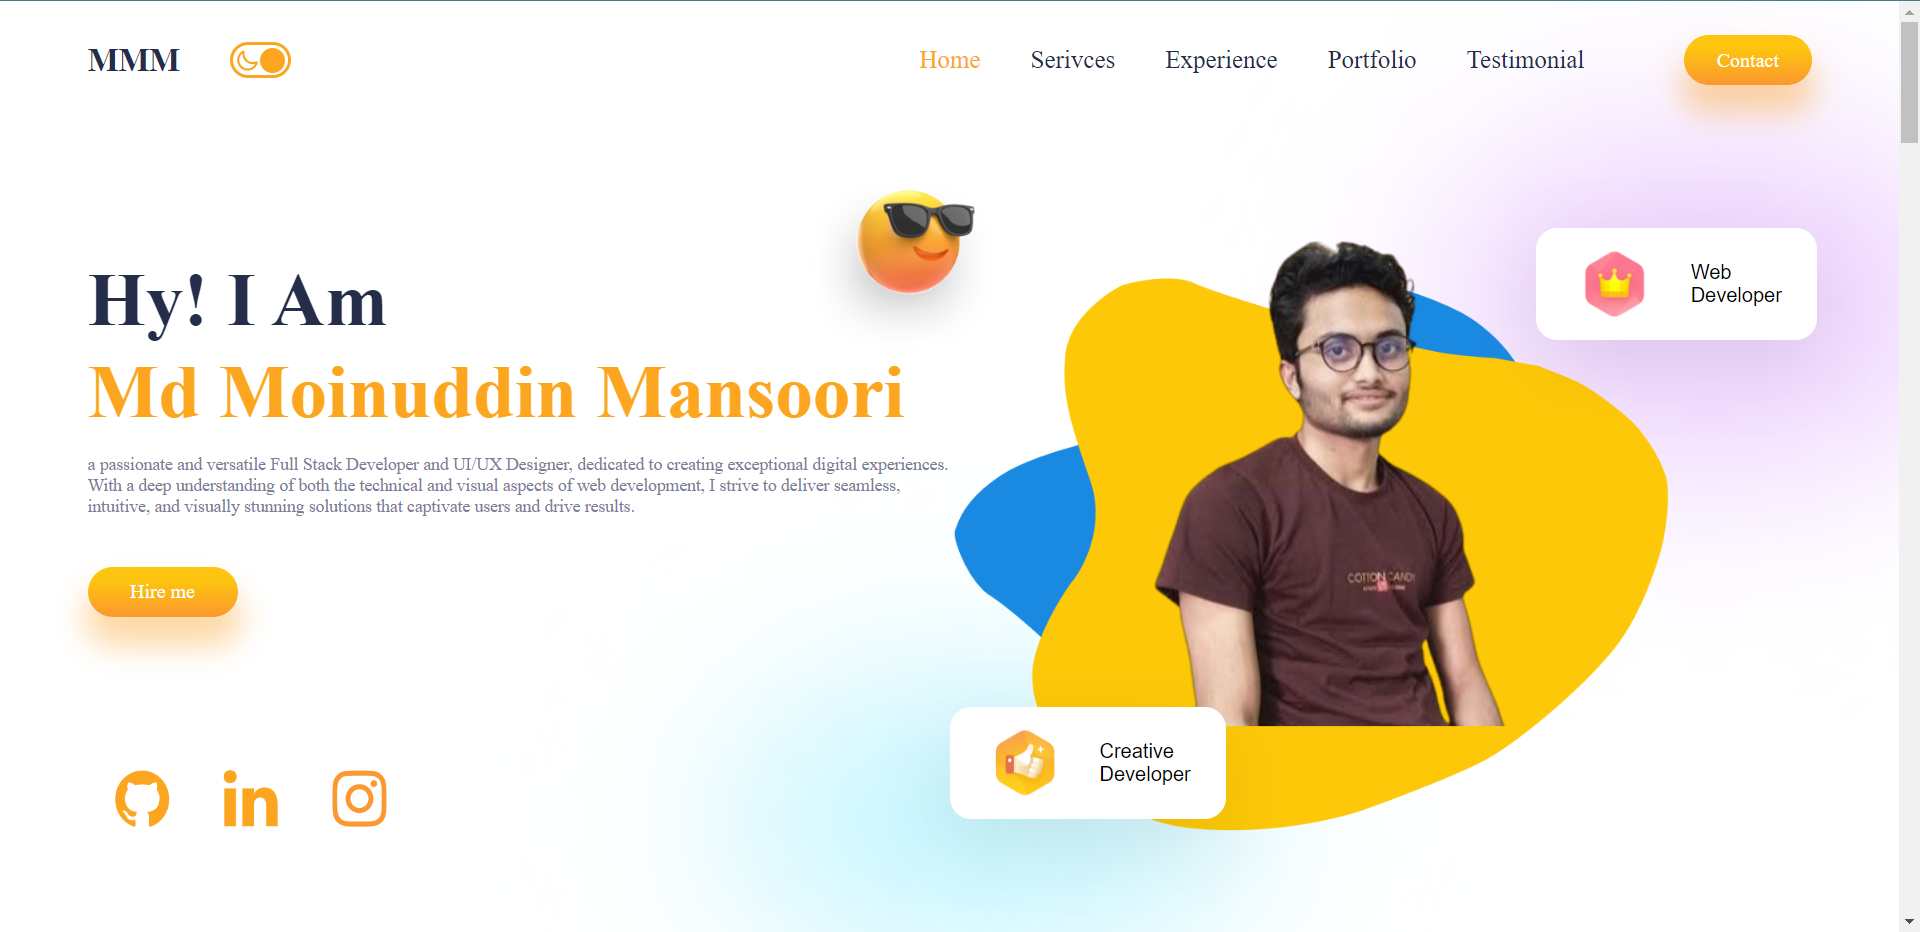 MMM
Home
Serivces
Experience
Portfolio
Testimonial
Contact
Hy! I Am
Md Moinuddin Mansoori
a passionate and versatile Full Stack Developer and UI/UX Designer, dedicated to creating exceptional digital experiences.
With a deep understanding of both the technical and visual aspects of web development, I strive to deliver seamless,
intuitive, and visually stunning solutions that captivate users and drive results.
Hire me
Web
Developer
COTTON CANDY
Creative
Developer
in